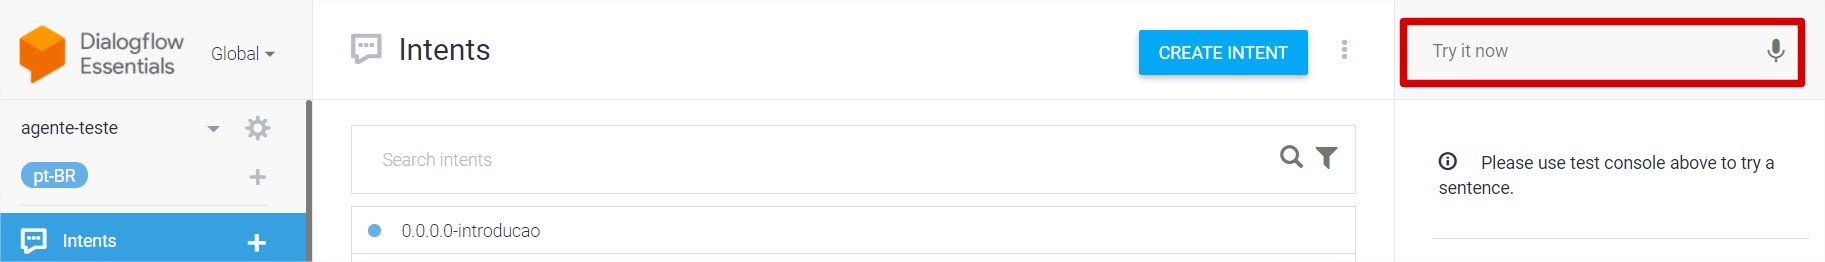 Dialogflow
Essentials
Global
agente-teste
pt-BR
Intents
Intents
CREATE INTENT
Search intents
0.0.0.0-introducao
Try it now
Please use test console above to try a
sentence.